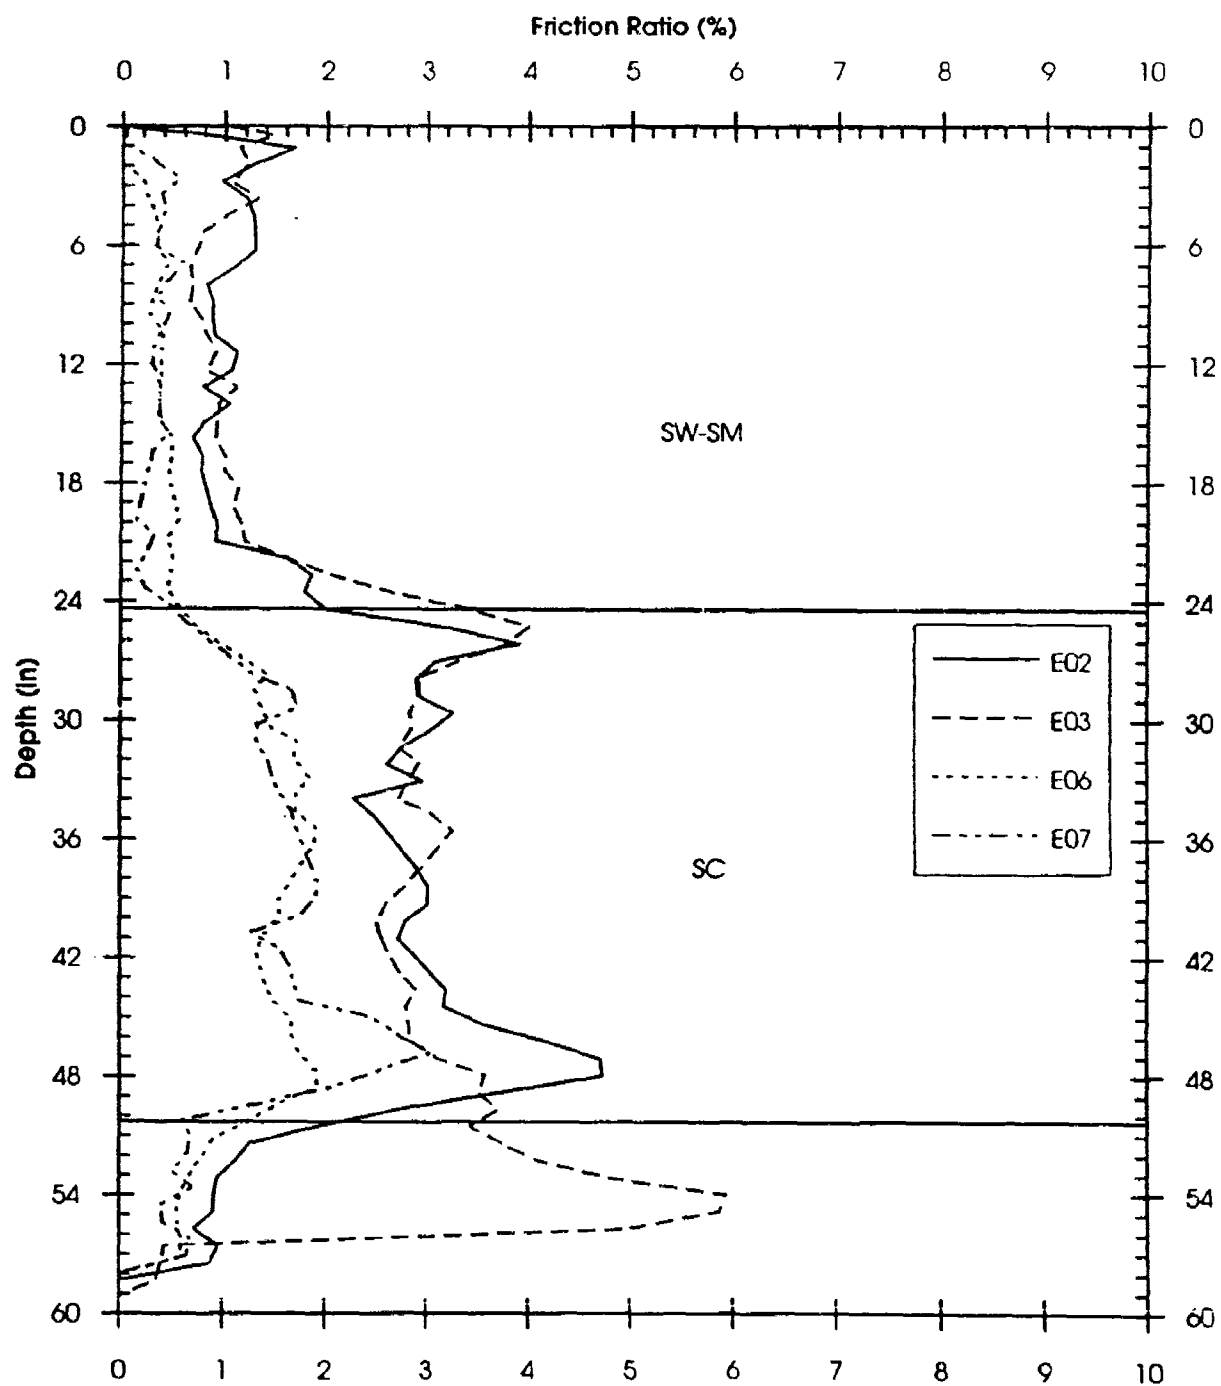 Friction Ratio (%)
0 1 2 3 4 5 6 7 8 9 10
0 0
6 6
12 12
SW-SM
18 18
24 24
E02
Depth (in)
30 E03 30
E06
36 E07 36
SC
42 42
48 48
54 54
60 60
0 1 2 3 4 5 6 7 8 9 10